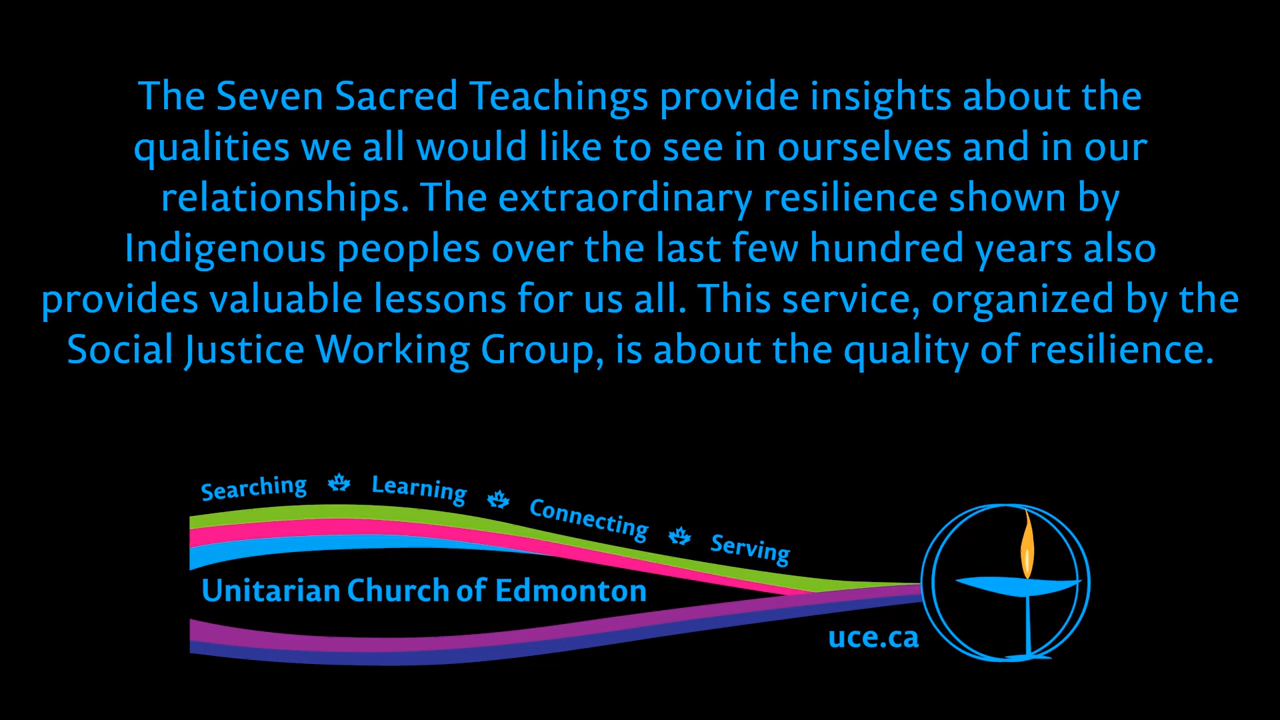 The Seven Sacred Teachings provide insights about the
qualities we all would like to see in ourselves and in our
relationships. The extraordinary resilience shown by
Indigenous peoples over the last few hundred years also
provides valuable lessons for us all. This service, organized by the
Social Justice Working Group, is about the quality of resilience.
Searching Learning Connecting Serving
Unitarian Church of Edmonton
uce.ca